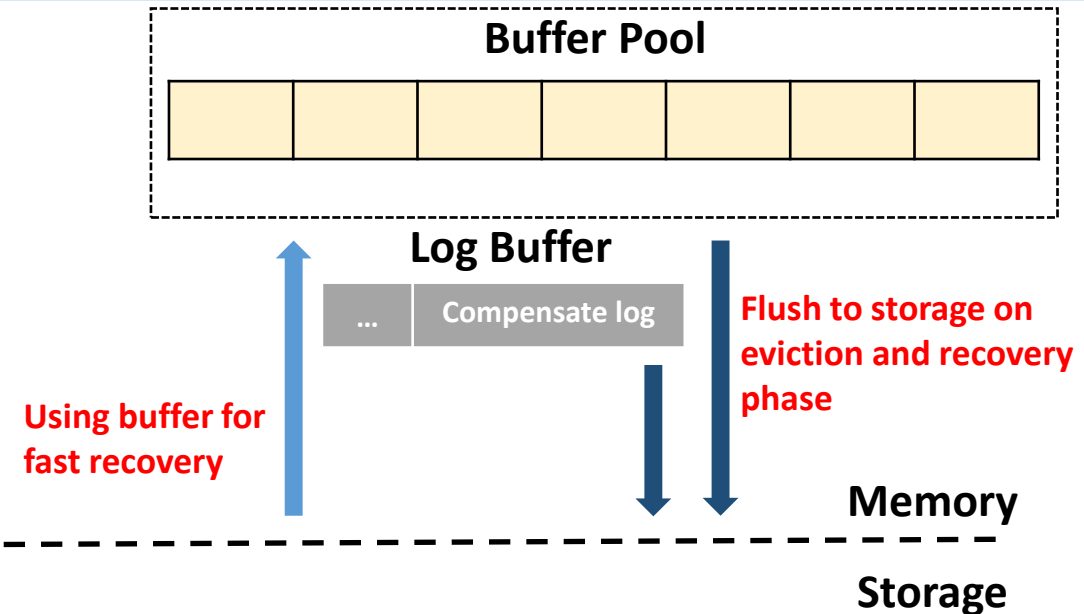 Buffer Pool
Log Buffer
...
Compensate log
Flush to storage on
eviction and recovery
phase
Using buffer for
fast recovery
Memory
Storage